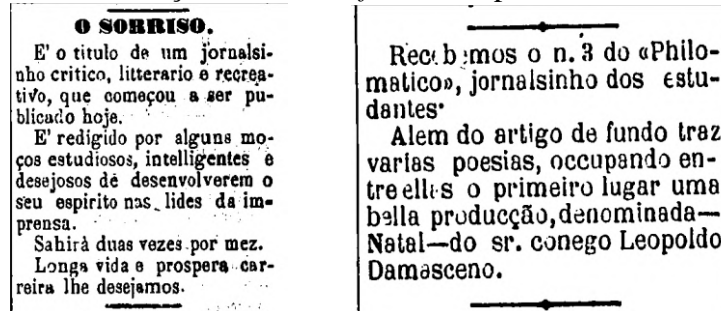 O SORRISO.
E' o titulo de um jornalsi-
nho critico, litterario e recrea-
tivo, que começou a ser pu-
blicado hoje.
E' redigido por alguns mo-
ços estudiosos, intelligentes e
desejosos de desenvolverem o
seu espirito nas lides da im-
prensa.
Sahirá duas vezes por mez.
Longa vida e prospera car-
reira lhe desejamos.
Receb:mos o n. 3 do «Philo-
matico», jornalsinho dos estu-
dantes·
Alem do artigo de fundo traz
varias poesias, occupando en-
tre elles o primeiro lugar uma
bella producção, denominada—
Natal—do sr. conego Leopoldo
Damasceno.